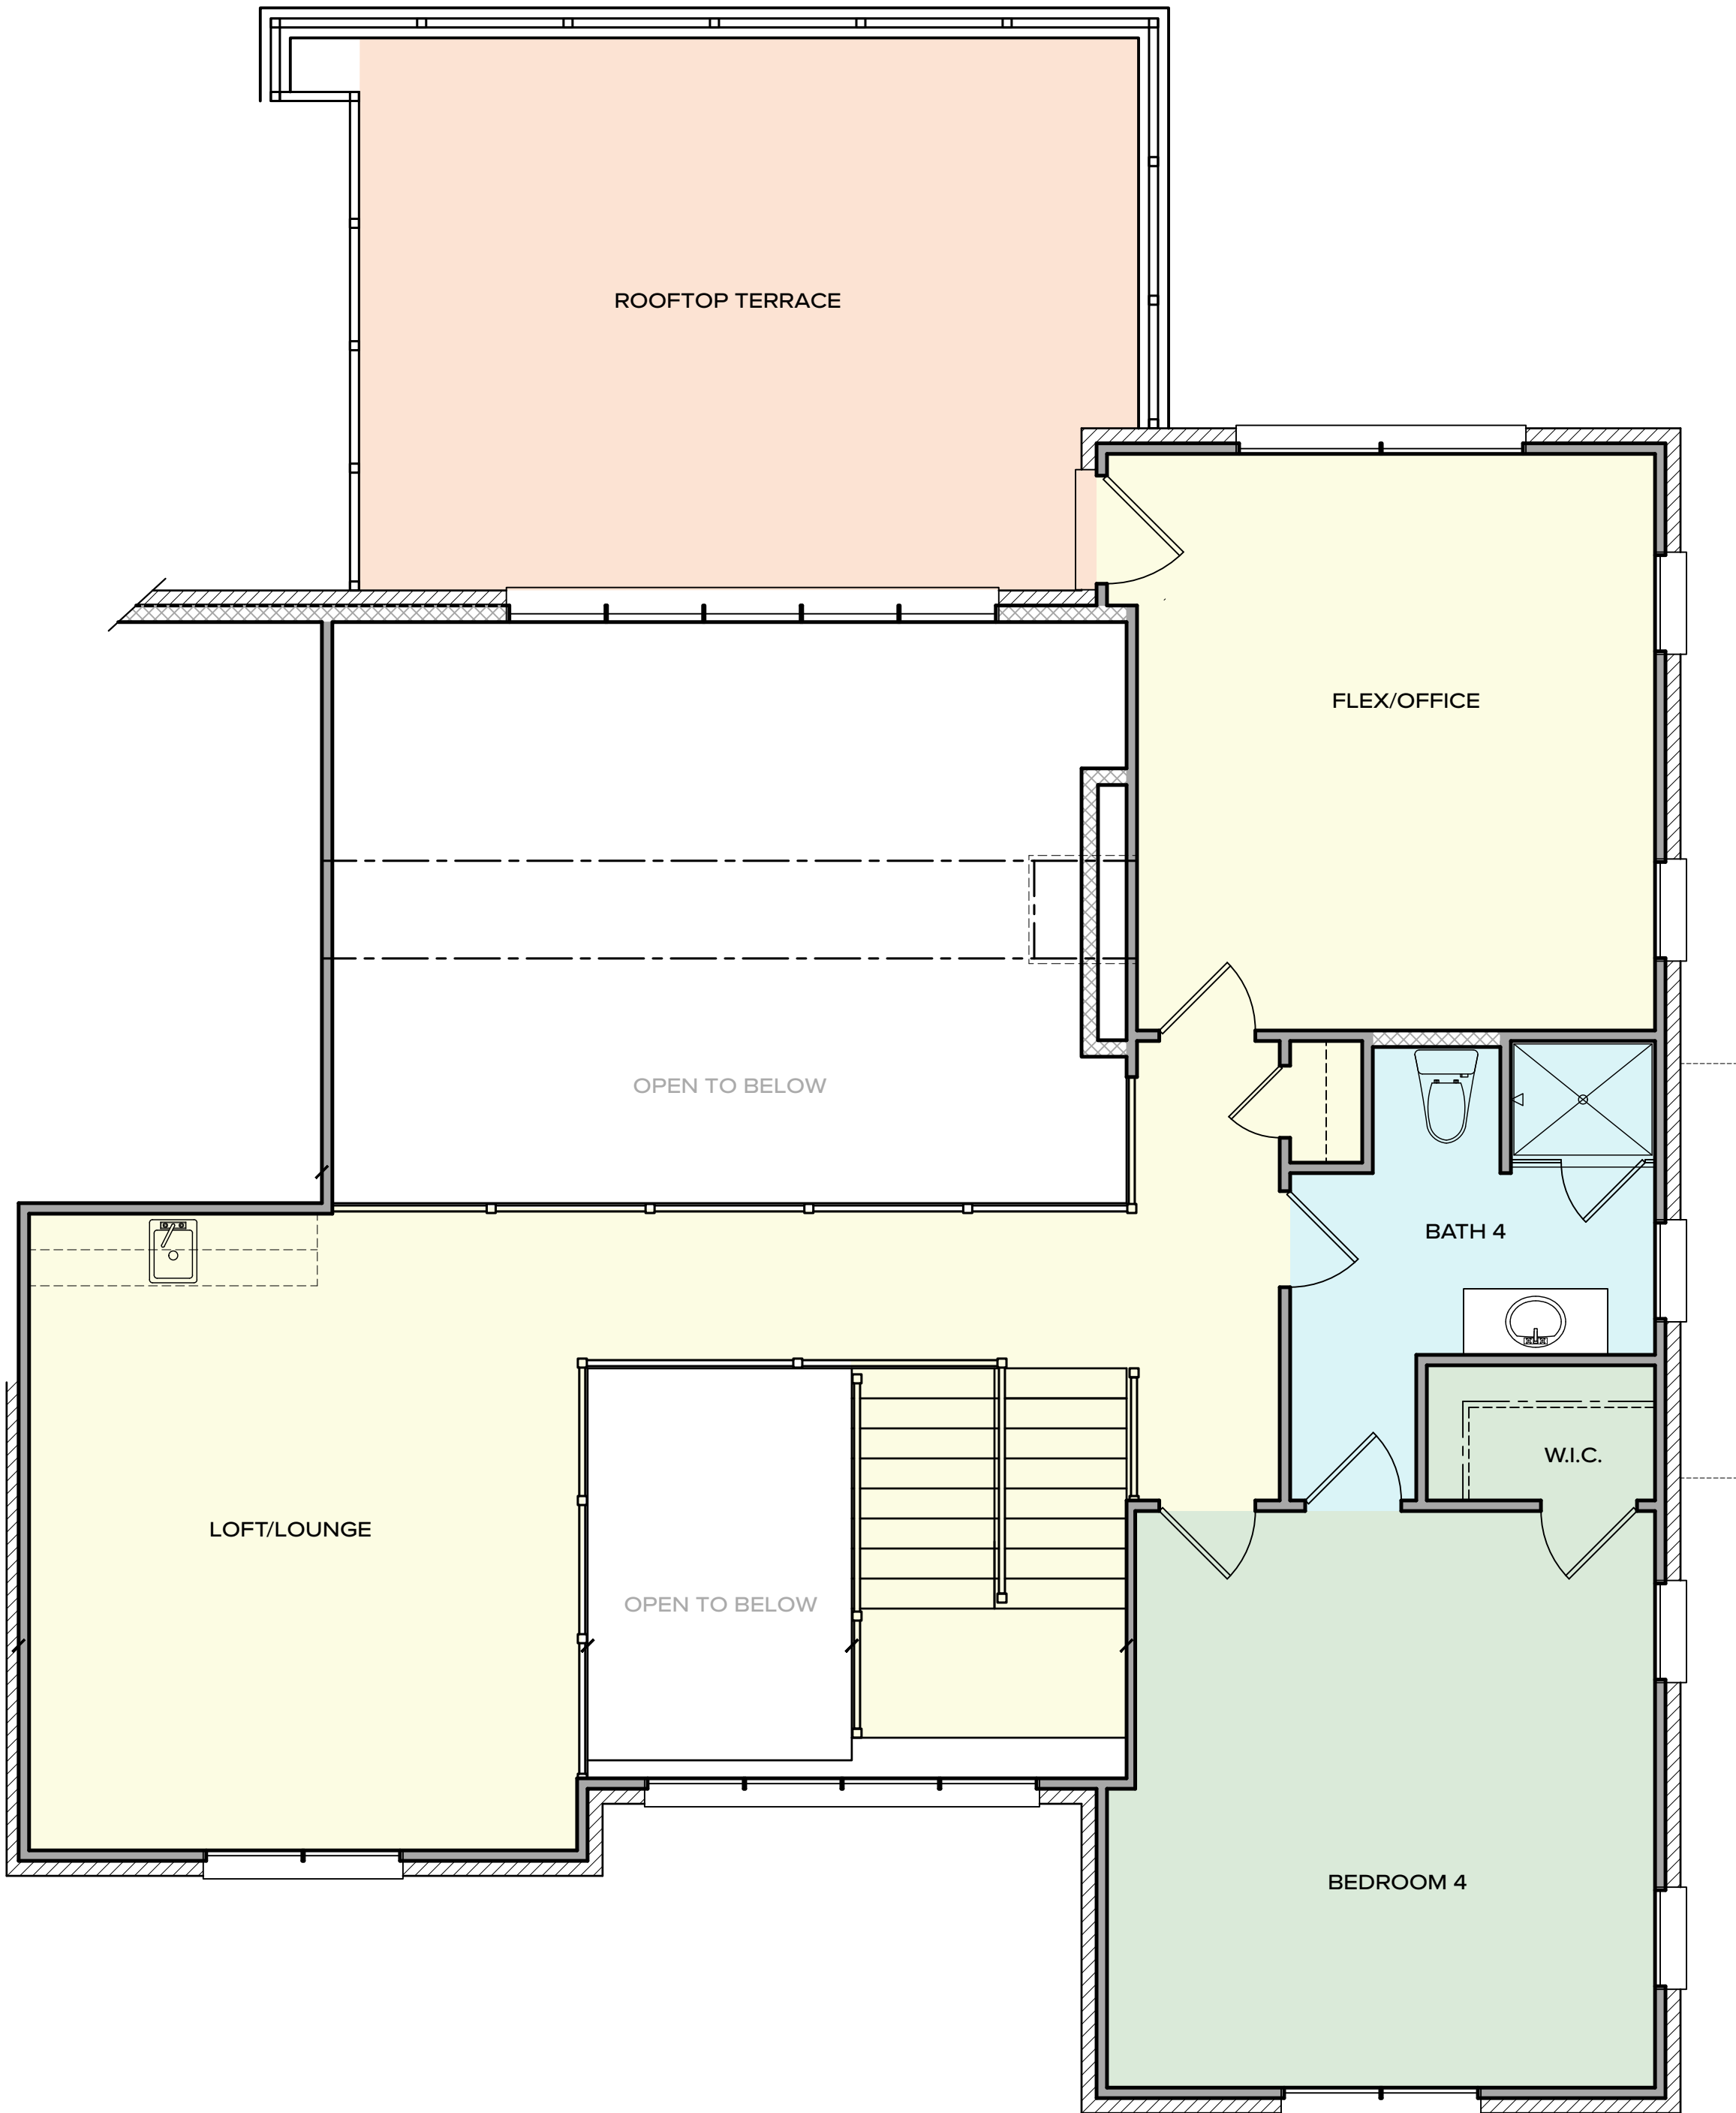 ROOFTOP TERRACE
FLEX/OFFICE
OPEN TO BELOW
BATH 4
W.I.C.
LOFT/LOUNGE
OPEN TO BELOW
BEDROOM 4